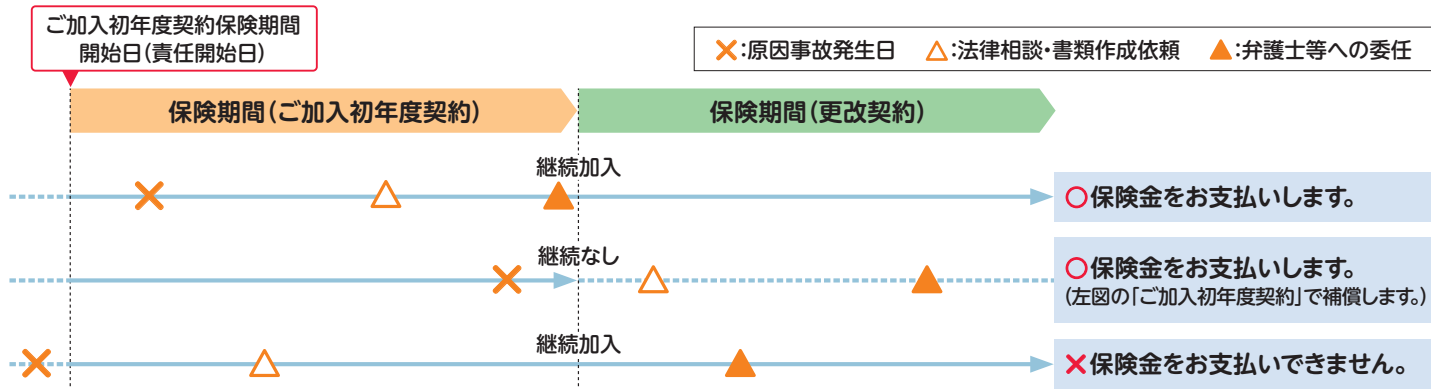 ご加入初年度契約保険期間
開始日(責任開始日)
✕:原因事故発生日 △:法律相談・書類作成依頼 ▲:弁護士等への委任
保険期間(ご加入初年度契約) 保険期間(更改契約)
継続加入
○保険金をお支払いします。
継続なし
○保険金をお支払いします。
(左図の「ご加入初年度契約」で補償します。)
継続加入
✕保険金をお支払いできません。